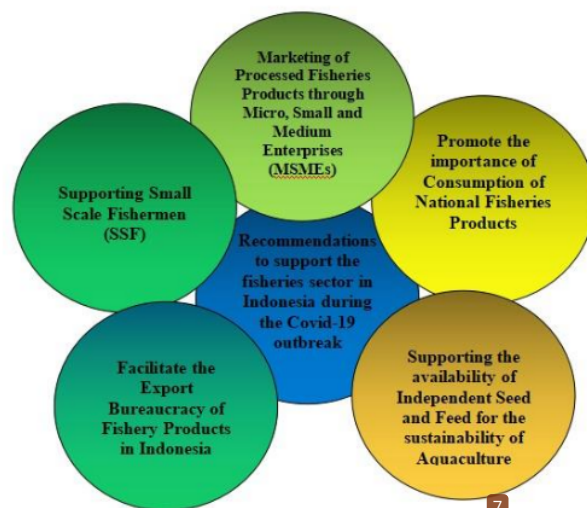 Marketing of
Processed Fisheries
Products through
Micro, Small and
Medium
Enterprises
(MSMEs)
Promote the
importance of
Consumption of
National Fisheries
Products
Supporting Small
Scale Fishermen
(SSF)
Recommendations
to support the
fisheries sector in
Indonesia during
the Covid-19
outbreak
Facilitate the
Export
Bureaucracy of
Fishery Products
in Indonesia
Supporting the
availability of
Independent Seed
and Feed for the
sustainability of
Aquaculture
7